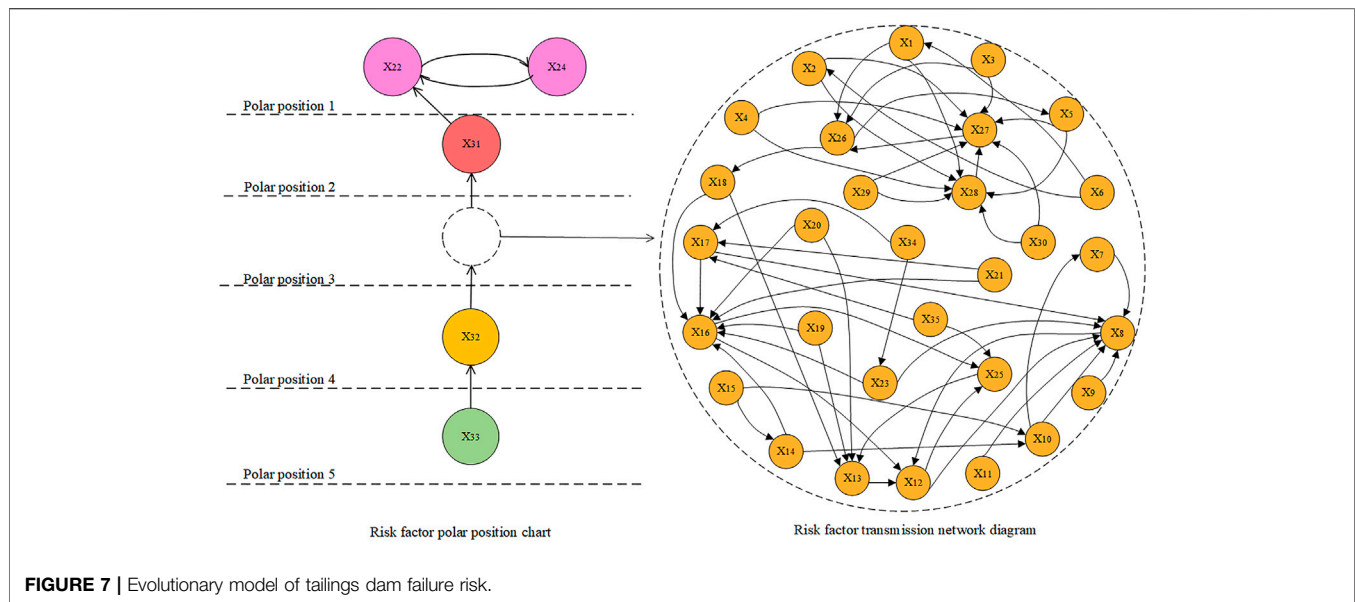 X22
X24
Polar position 1
X31
Polar position 2
Polar position 3
X32
Polar position 4
X33
Polar position 5
Risk factor polar position chart
X1
X2
X3
X4
X5
X26
X27
X18
X29
X28
X6
X20
X17
X34
X30
X7
X21
X16
X19
X35
X8
X15
X23
X25
X9
X14
X10
X13
X12
X11
Risk factor transmission network diagram
FIGURE 7 | Evolutionary model of tailings dam failure risk.